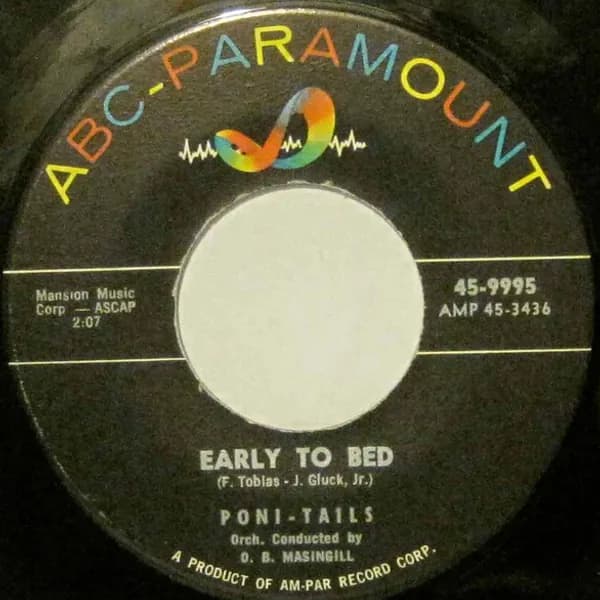 ABC-PARAMOUNT
Mansion Music
Corp — ASCAP
2:07
45-9995
AMP 45-3436
EARLY TO BED
(F. Tobias - J. Gluck, Jr.)
PONI-TAILS
Orch. Conducted by
O. B. MASINGILL
A PRODUCT OF AM-PAR RECORD CORP.